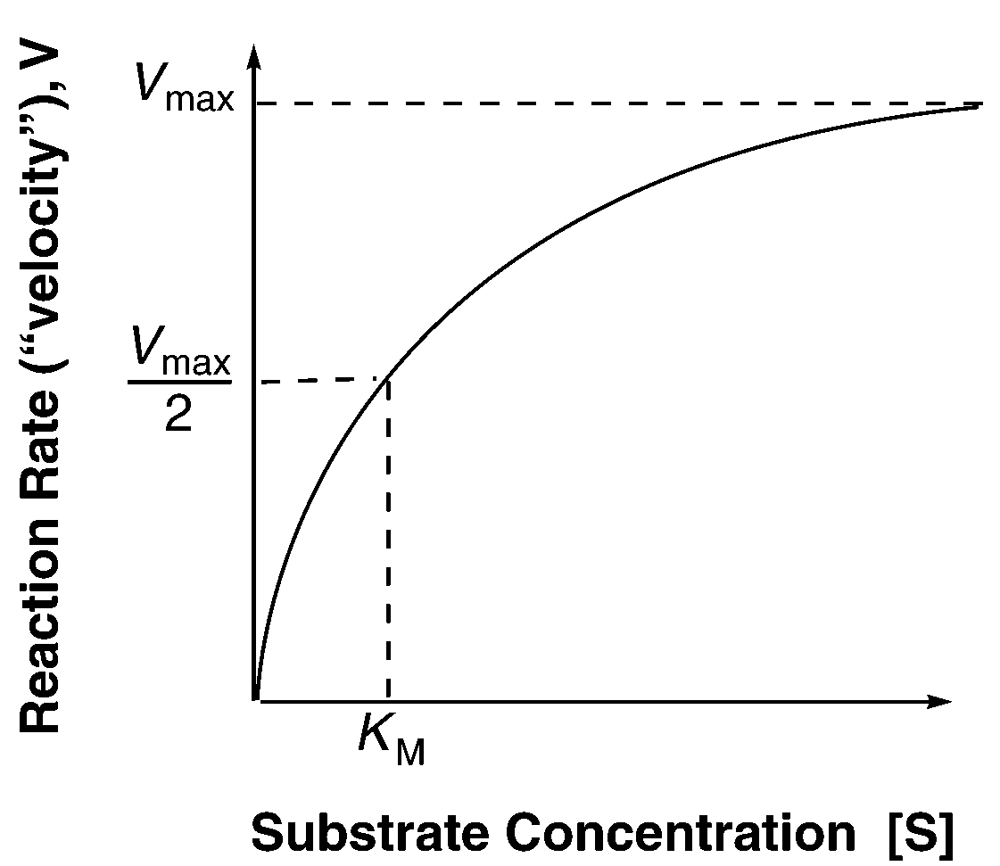 Reaction Rate (“velocity”), V
Vmax
Vmax
2
KM
Substrate Concentration [S]